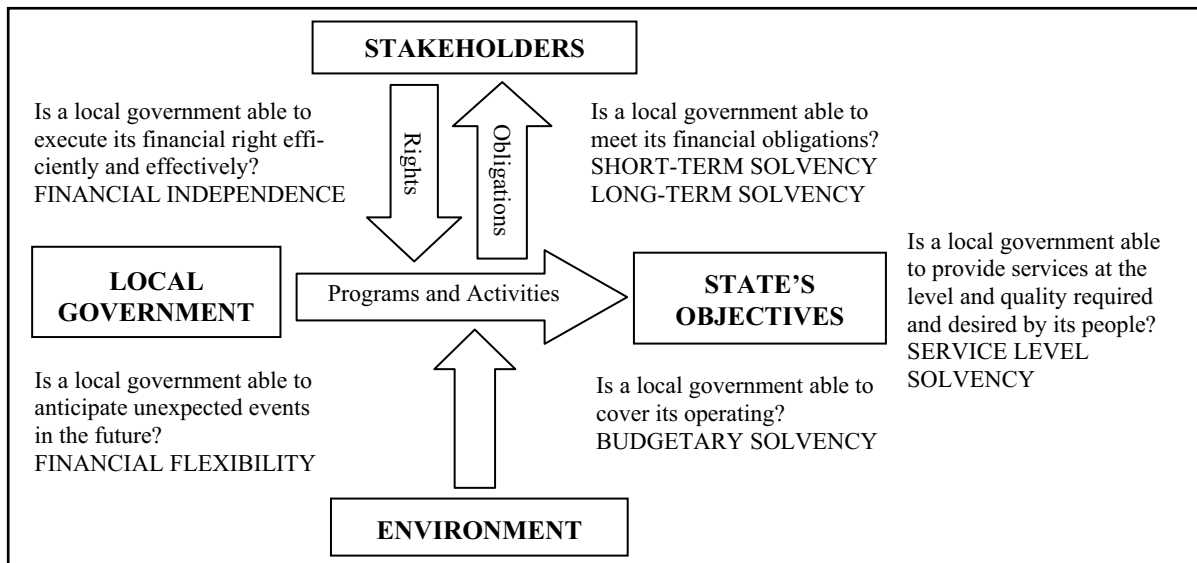 STAKEHOLDERS
Is a local government able to
execute its financial right effi-
ciently and effectively?
FINANCIAL INDEPENDENCE
Rights
Obligations
Is a local government able to
meet its financial obligations?
SHORT-TERM SOLVENCY
LONG-TERM SOLVENCY
LOCAL
GOVERNMENT
Programs and Activities
STATE’S
OBJECTIVES
Is a local government able
to provide services at the
level and quality required
and desired by its people?
SERVICE LEVEL
SOLVENCY
Is a local government able to
anticipate unexpected events
in the future?
FINANCIAL FLEXIBILITY
Is a local government able to
cover its operating?
BUDGETARY SOLVENCY
ENVIRONMENT